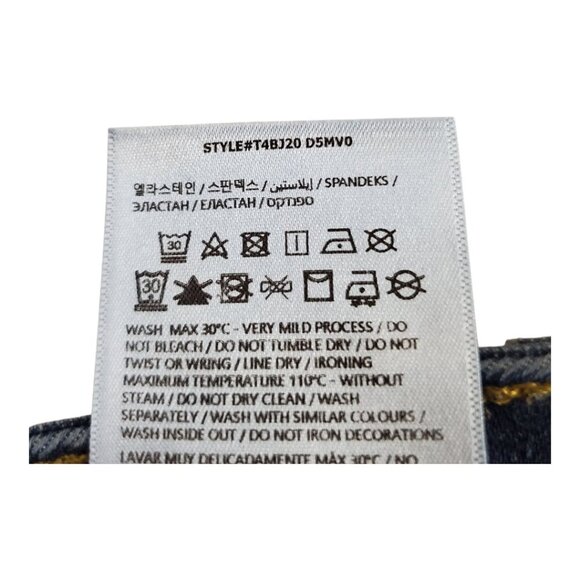 STYLE#T4BJ20 D5MV0
엘라스테인 / 스판덱스 / إيلاستين / SPANDEKS /
ЭЛАСТАН / ЕЛАСТАН / ספנדקס
30
30
WASH MAX 30°C - VERY MILD PROCESS / DO
NOT BLEACH / DO NOT TUMBLE DRY / DO NOT
TWIST OR WRING / LINE DRY / IRONING
MAXIMUM TEMPERATURE 110°C - WITHOUT
STEAM / DO NOT DRY CLEAN / WASH
SEPARATELY / WASH WITH SIMILAR COLOURS /
WASH INSIDE OUT / DO NOT IRON DECORATIONS
LAVAR MUY DELICADAMENTE MÁX 30°C / NO